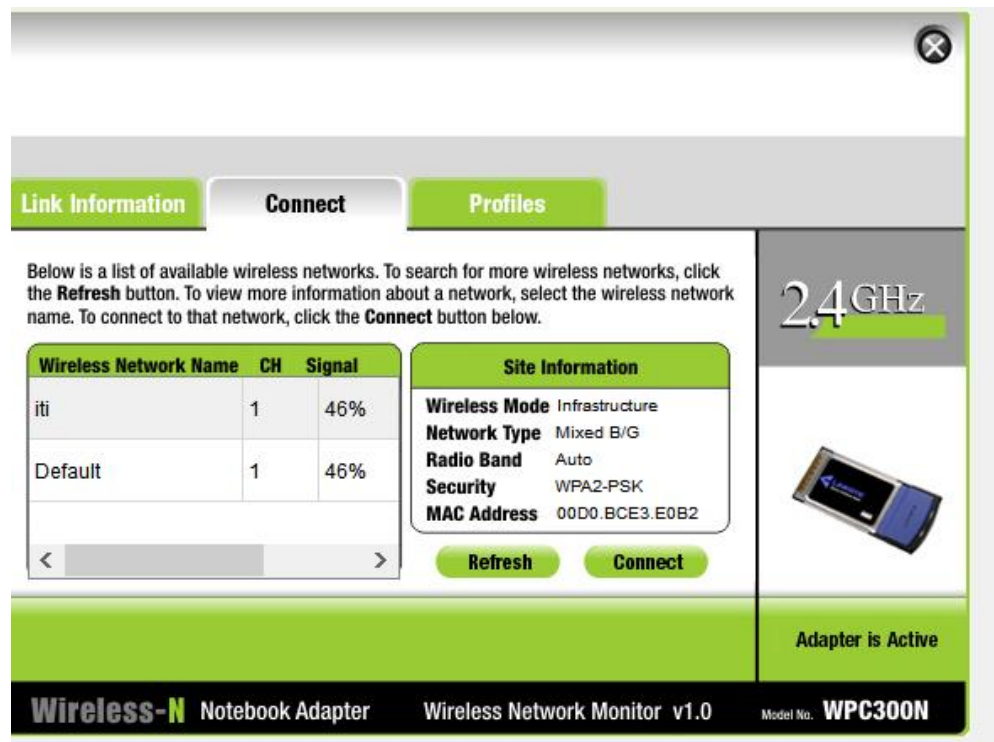 Link Information
Connect
Profiles
Below is a list of available wireless networks. To search for more wireless networks, click
the Refresh button. To view more information about a network, select the wireless network
name. To connect to that network, click the Connect button below.
2.4GHz
Wireless Network Name CH Signal
iti 1 46%
Default 1 46%
Site Information
Wireless Mode Infrastructure
Network Type Mixed B/G
Radio Band Auto
Security WPA2-PSK
MAC Address 00D0.BCE3.E0B2
Refresh
Connect
LINKSYS
Adapter is Active
Wireless-N Notebook Adapter Wireless Network Monitor v1.0 Model No. WPC300N